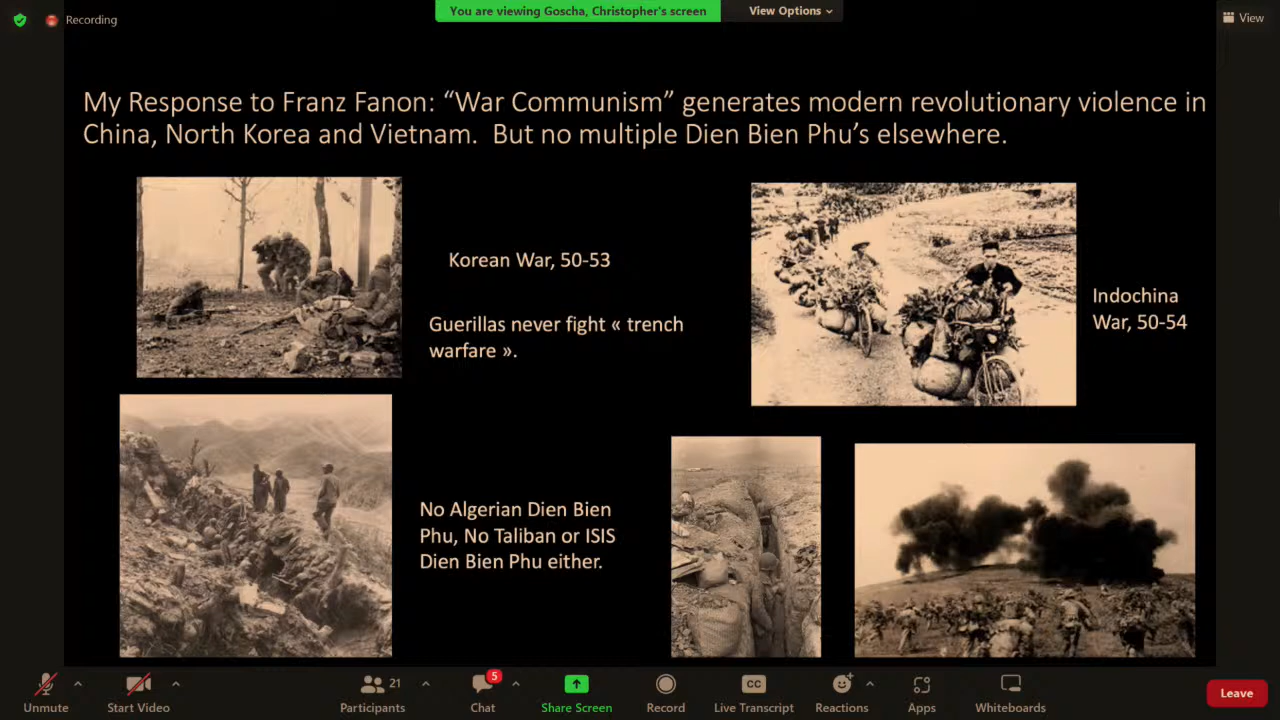 Recording
You are viewing Goscha, Christopher's screen
View Options
View
My Response to Franz Fanon: “War Communism” generates modern revolutionary violence in
China, North Korea and Vietnam. But no multiple Dien Bien Phu’s elsewhere.
Korean War, 50-53
Guerillas never fight « trench
warfare ».
Indochina
War, 50-54
No Algerian Dien Bien
Phu, No Taliban or ISIS
Dien Bien Phu either.
Unmute
Start Video
21
Participants
5
Chat
Share Screen
Record
CC
Live Transcript
Reactions
Apps
Whiteboards
Leave